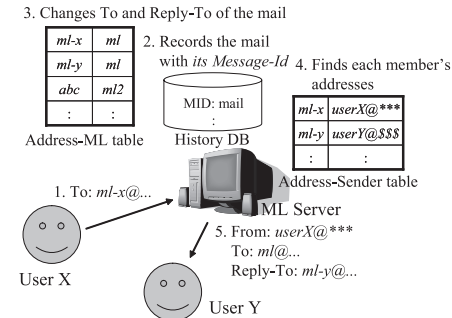 3. Changes To and Reply-To of the mail
ml-x ml
ml-y ml
abc ml2
: :
Address-ML table
2. Records the mail
with its Message-Id
MID: mail
:
History DB
4. Finds each member's
addresses
ml-x userX@***
ml-y userY@$$$
: :
Address-Sender table
1. To: ml-x@...
ML Server
5. From: userX@***
To: ml@...
Reply-To: ml-y@...
User X
User Y